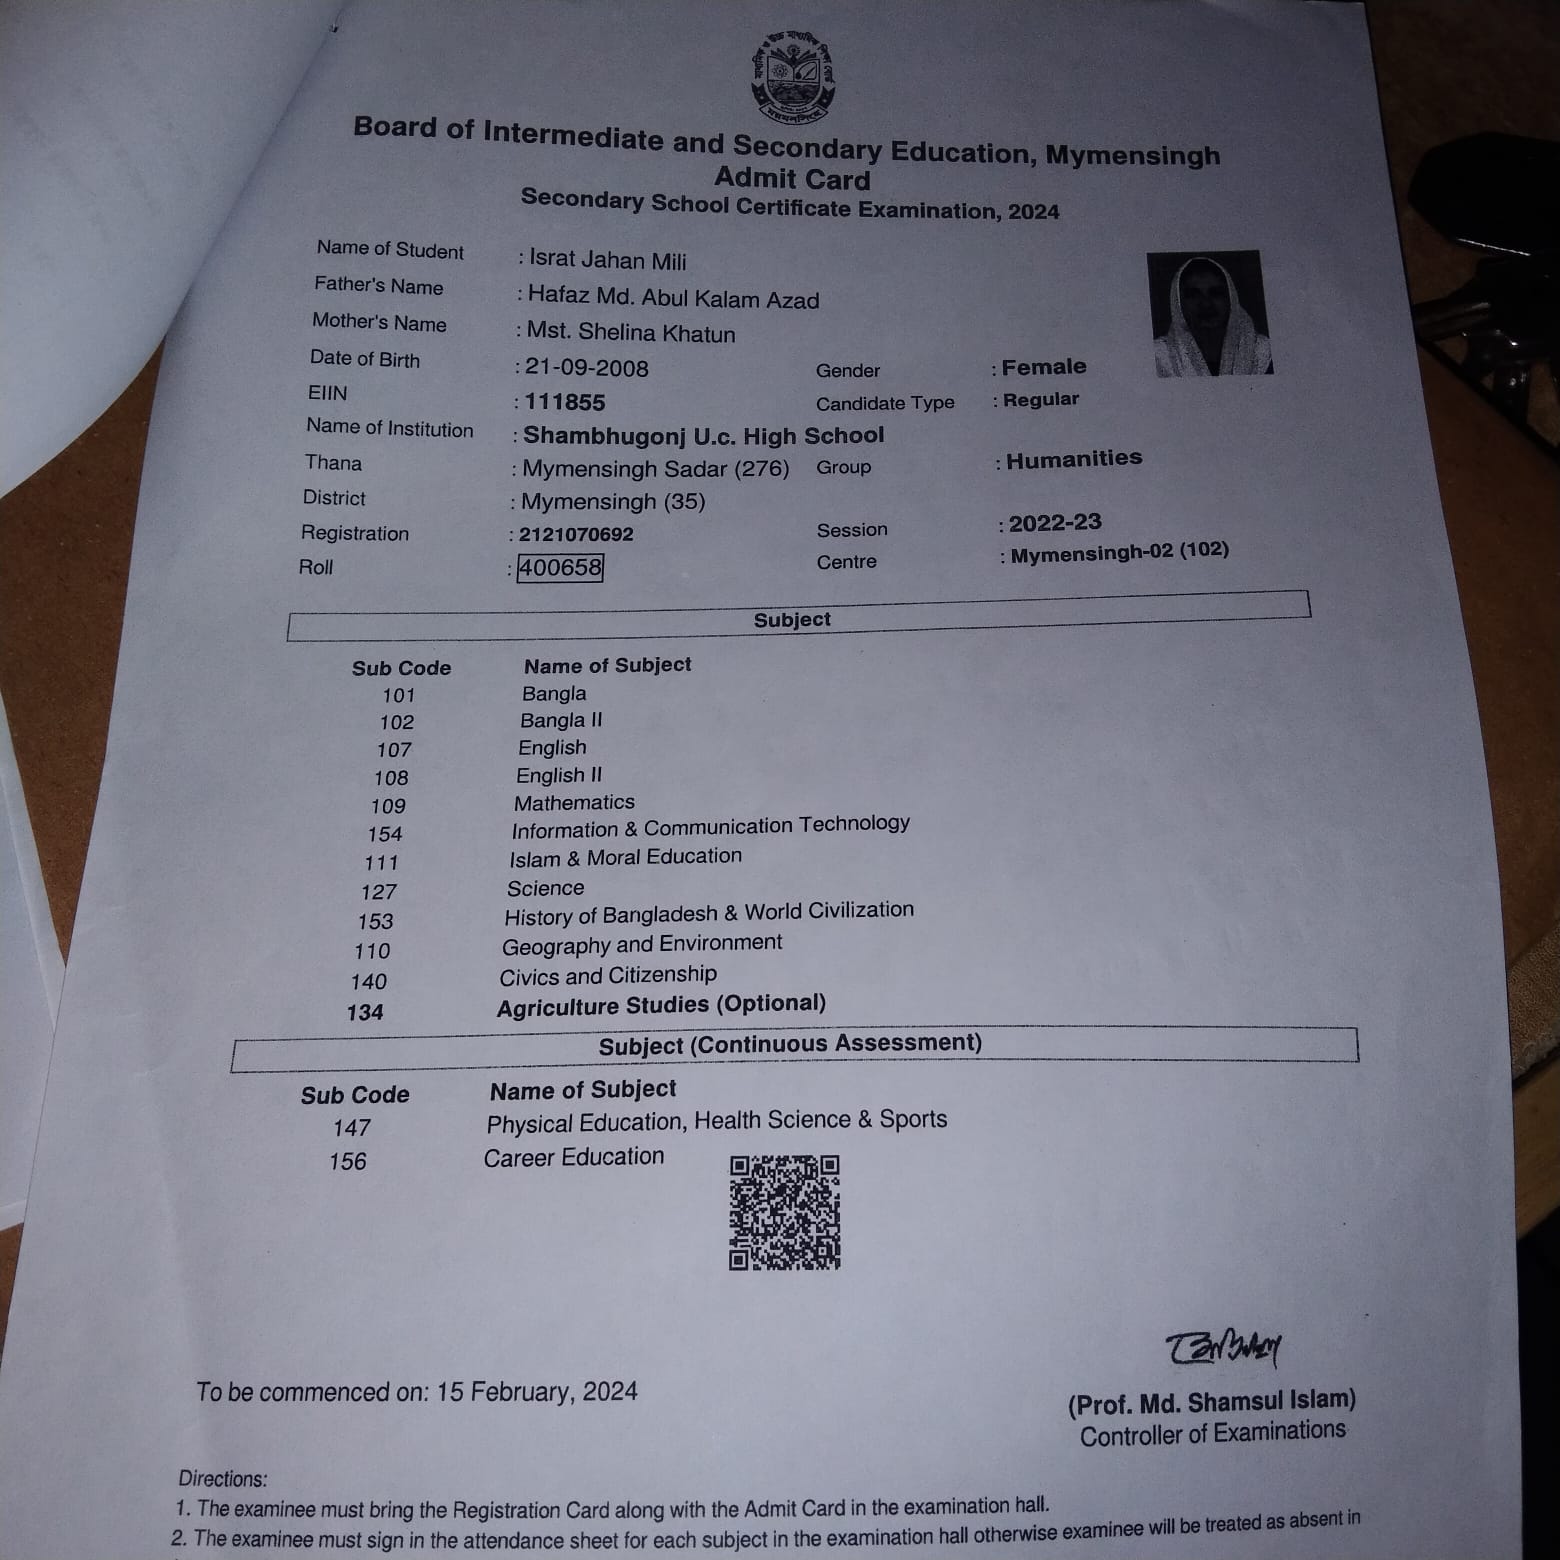 Board of Intermediate and Secondary Education, Mymensingh
Admit Card
Secondary School Certificate Examination, 2024
Name of Student : Israt Jahan Mili
Father's Name : Hafaz Md. Abul Kalam Azad
Mother's Name : Mst. Shelina Khatun
Date of Birth : 21-09-2008 Gender : Female
EIIN : 111855 Candidate Type : Regular
Name of Institution : Shambhugonj U.c. High School
Thana : Mymensingh Sadar (276) Group : Humanities
District : Mymensingh (35)
Registration : 2121070692 Session : 2022-23
Roll : 400658 Centre : Mymensingh-02 (102)
Subject
Sub Code Name of Subject
101 Bangla
102 Bangla II
107 English
108 English II
109 Mathematics
154 Information & Communication Technology
111 Islam & Moral Education
127 Science
153 History of Bangladesh & World Civilization
110 Geography and Environment
140 Civics and Citizenship
134 Agriculture Studies (Optional)
Subject (Continuous Assessment)
Sub Code Name of Subject
147 Physical Education, Health Science & Sports
156 Career Education
To be commenced on: 15 February, 2024
(Prof. Md. Shamsul Islam)
Controller of Examinations
Directions:
1. The examinee must bring the Registration Card along with the Admit Card in the examination hall.
2. The examinee must sign in the attendance sheet for each subject in the examination hall otherwise examinee will be treated as absent in